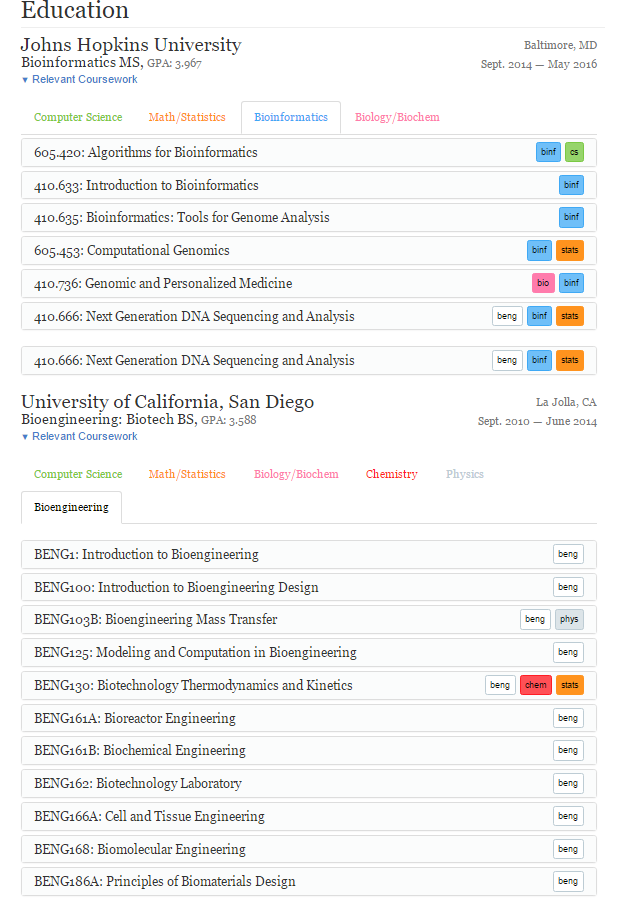 Education
Johns Hopkins University Baltimore, MD
Bioinformatics MS, GPA: 3.967 Sept. 2014 — May 2016
▾ Relevant Coursework
Computer Science Math/Statistics Bioinformatics Biology/Biochem
605.420: Algorithms for Bioinformatics binf cs
410.633: Introduction to Bioinformatics binf
410.635: Bioinformatics: Tools for Genome Analysis binf
605.453: Computational Genomics binf stats
410.736: Genomic and Personalized Medicine bio binf
410.666: Next Generation DNA Sequencing and Analysis beng binf stats
410.666: Next Generation DNA Sequencing and Analysis beng binf stats
University of California, San Diego La Jolla, CA
Bioengineering: Biotech BS, GPA: 3.588 Sept. 2010 — June 2014
▾ Relevant Coursework
Computer Science Math/Statistics Biology/Biochem Chemistry Physics
Bioengineering
BENG1: Introduction to Bioengineering beng
BENG100: Introduction to Bioengineering Design beng
BENG103B: Bioengineering Mass Transfer beng phys
BENG125: Modeling and Computation in Bioengineering beng
BENG130: Biotechnology Thermodynamics and Kinetics beng chem stats
BENG161A: Bioreactor Engineering beng
BENG161B: Biochemical Engineering beng
BENG162: Biotechnology Laboratory beng
BENG166A: Cell and Tissue Engineering beng
BENG168: Biomolecular Engineering beng
BENG186A: Principles of Biomaterials Design beng